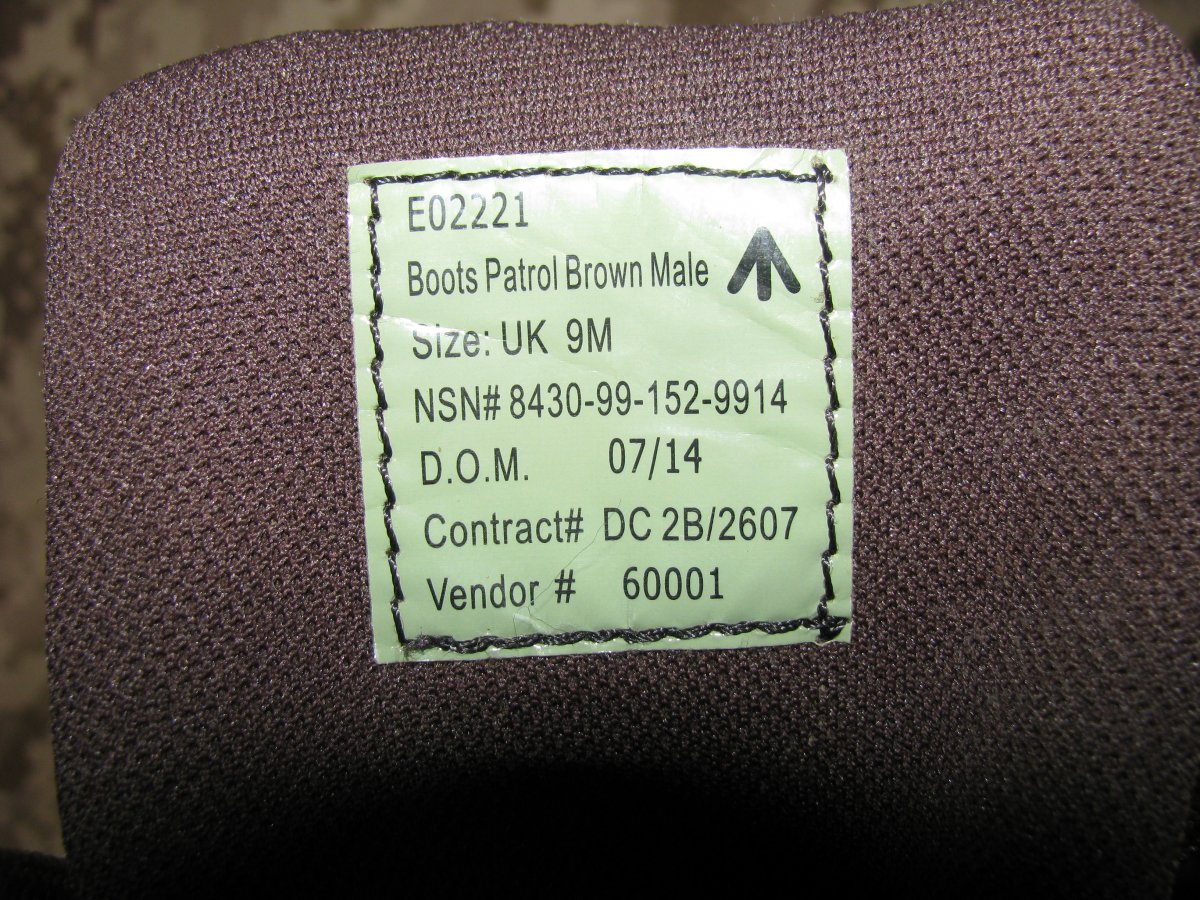 E02221
Boots Patrol Brown Male
Size: UK 9M
NSN# 8430-99-152-9914
D.O.M. 07/14
Contract# DC 2B/2607
Vendor # 60001